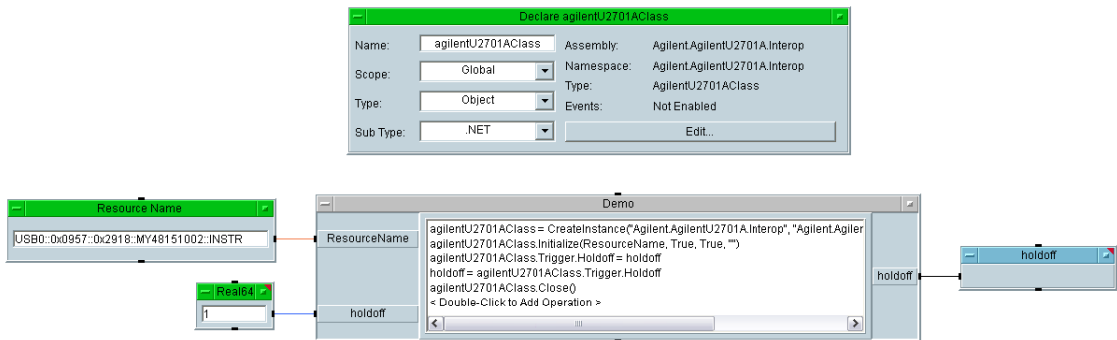 Declare agilentU2701AClass
Name: agilentU2701AClass Assembly: Agilent.AgilentU2701A.Interop
Scope: Global Namespace: Agilent.AgilentU2701A.Interop
Type: Object Type: AgilentU2701AClass
Events: Not Enabled
Sub Type: .NET Edit...
Resource Name
USB0::0x0957::0x2918::MY48151002::INSTR
Real64
1
Demo
ResourceName
holdoff
agilentU2701AClass = CreateInstance("Agilent.AgilentU2701A.Interop", "Agilent.Agiler
agilentU2701AClass.Initialize(ResourceName, True, True, "")
agilentU2701AClass.Trigger.Holdoff = holdoff
holdoff = agilentU2701AClass.Trigger.Holdoff
agilentU2701AClass.Close()
< Double-Click to Add Operation >
holdoff
holdoff